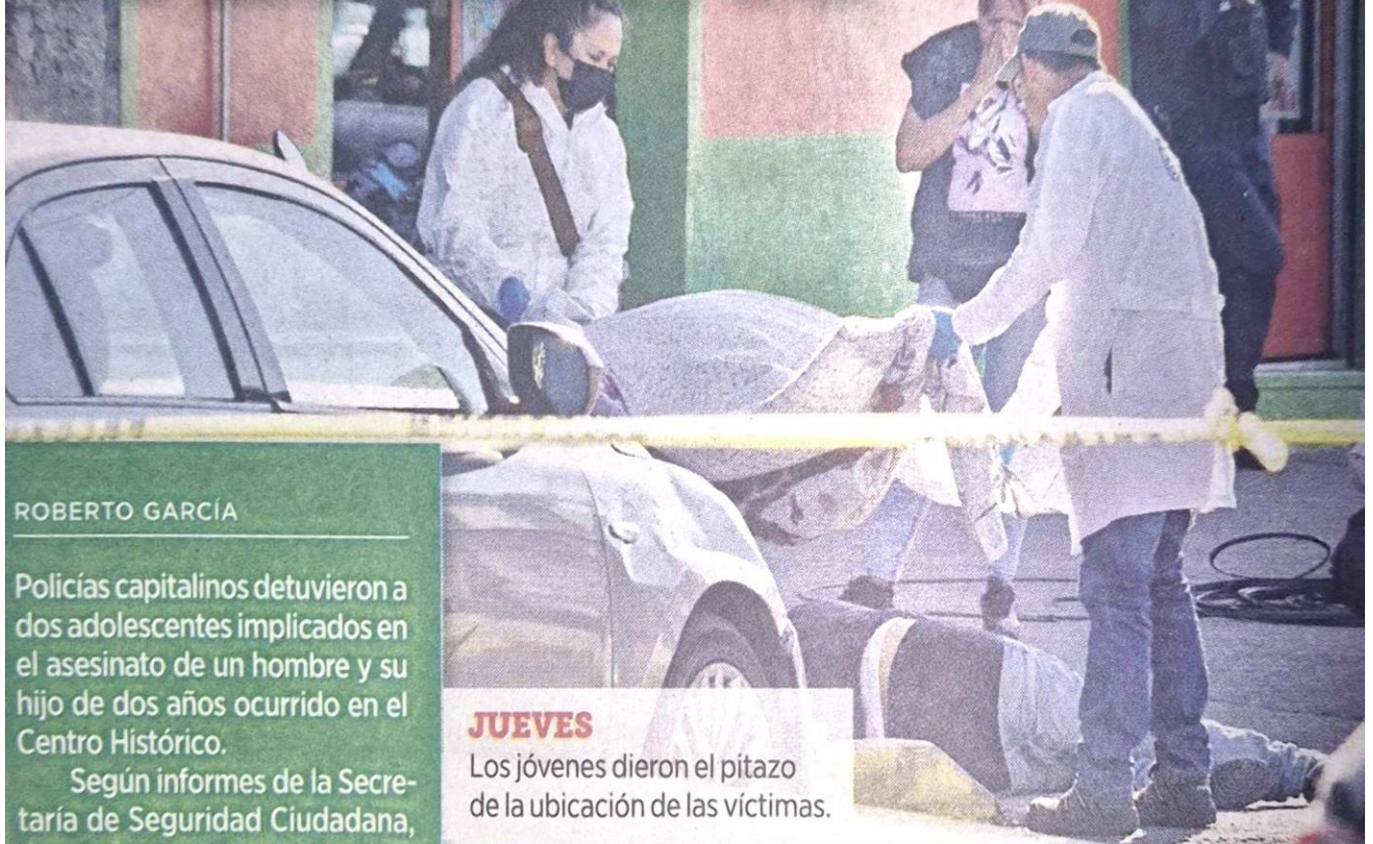 ROBERTO GARCÍA
Policías capitalinos detuvieron a
dos adolescentes implicados en
el asesinato de un hombre y su
hijo de dos años ocurrido en el
Centro Histórico.
Según informes de la Secre-
taría de Seguridad Ciudadana,
JUEVES
Los jóvenes dieron el pitazo
de la ubicación de las víctimas.